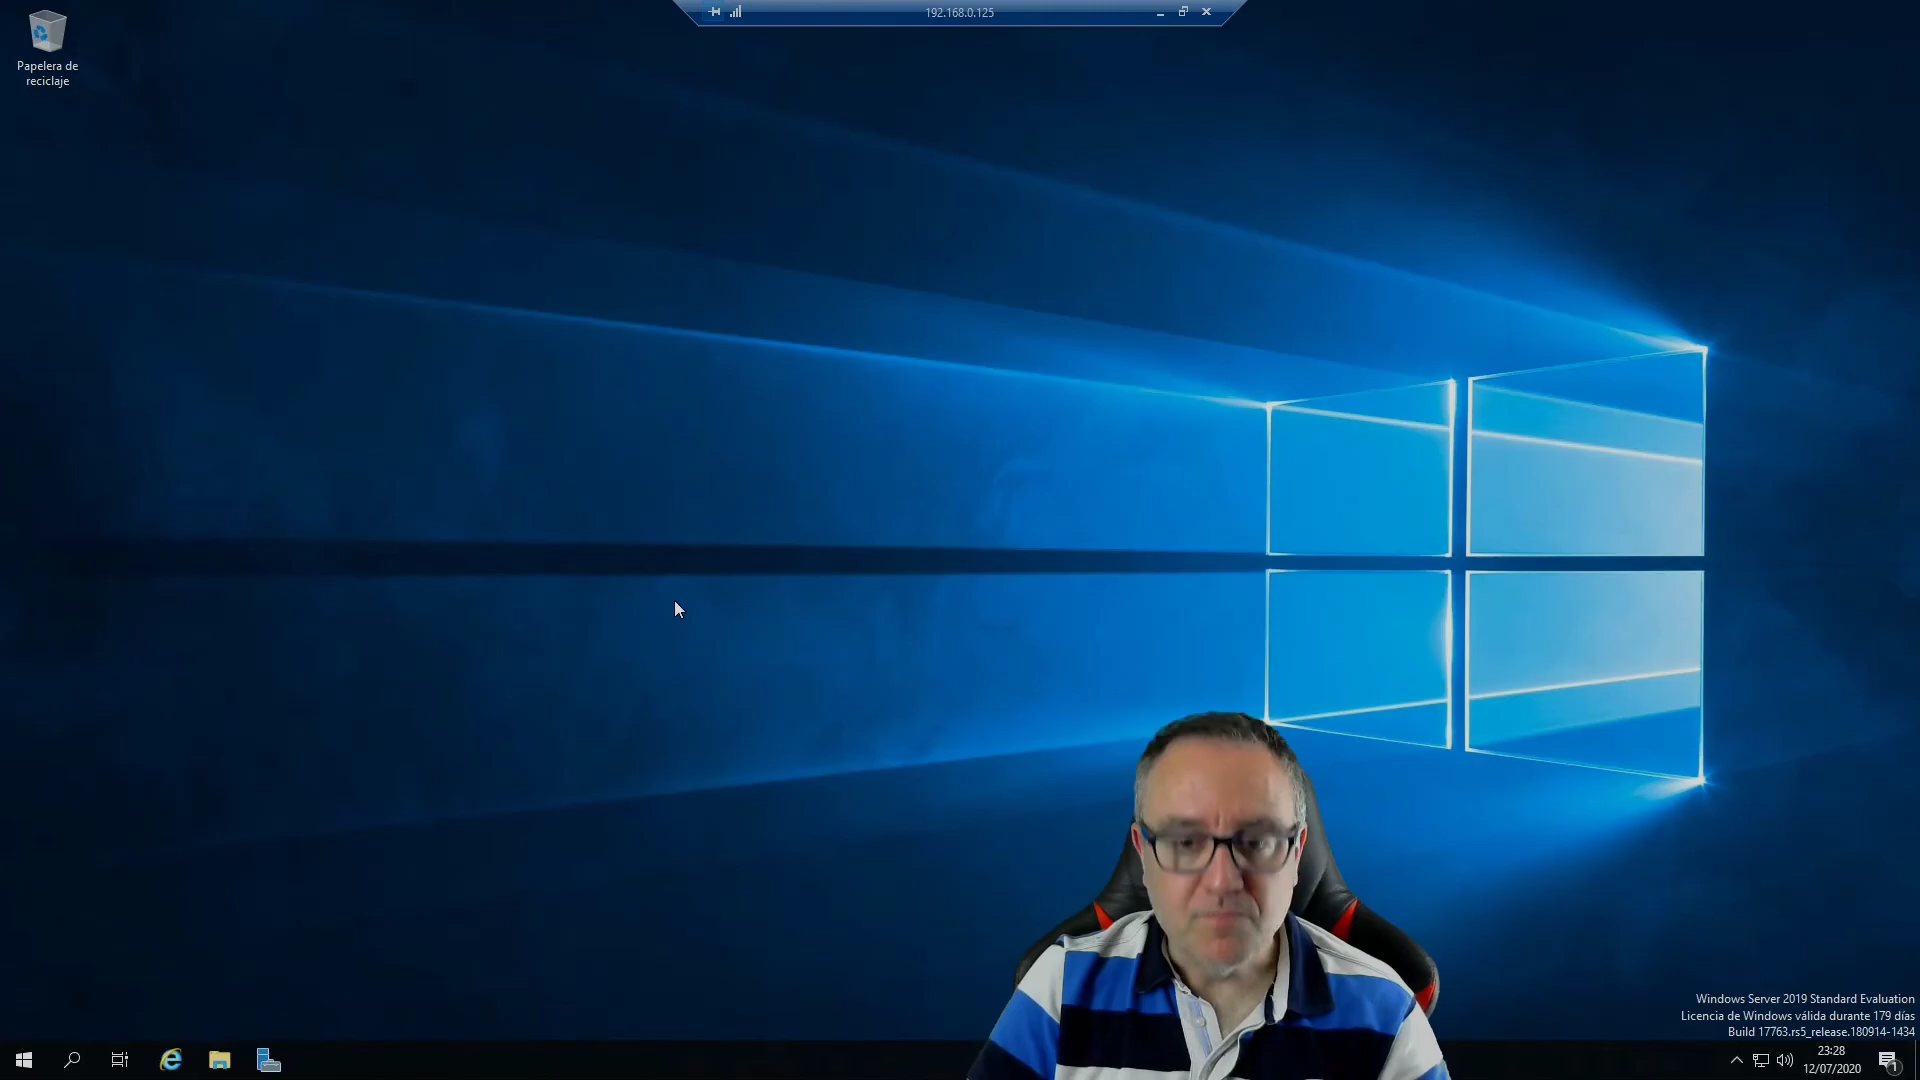 192.168.0.125
Papelera de
reciclaje
Windows Server 2019 Standard Evaluation
Licencia de Windows válida durante 179 días
Build 17763.rs5_release.180914-1434
23:28
12/07/2020
1